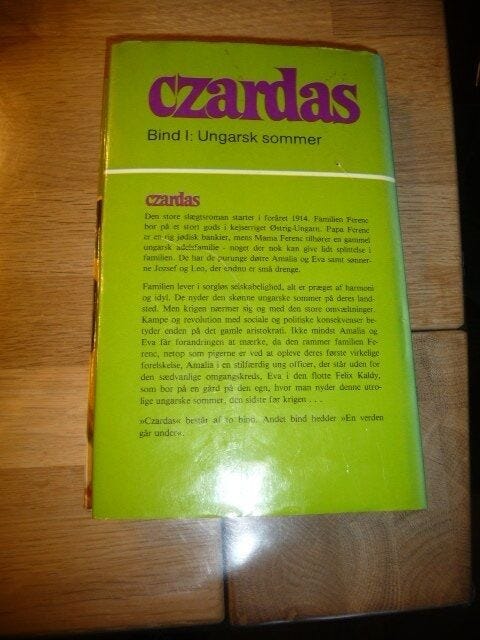 czardas
Bind I: Ungarsk sommer
czardas
Den store slægtsroman starter i foråret 1914. Familien Ferenc
bor på et stort gods i kejserriget Østrig-Ungarn. Papa Ferenc
er en rig jødisk bankier, mens Mama Ferenc tilhører en gammel
ungarsk adelsfamilie - noget der nok kan give lidt splittelse i
familien. De har de purunge døtre Amalia og Eva samt sønner-
ne Jozsef og Leo, der endnu er små drenge.
Familien lever i sorgløs selskabelighed, alt er præget af harmoni
og idyl. De nyder den skønne ungarske sommer på deres land-
sted. Men krigen nærmer sig og med den store omvæltninger.
Kampe og revolution med sociale og politiske konsekvenser be-
tyder enden på det gamle aristokrati. Ikke mindst Amalia og
Eva får forandringen at mærke, da den rammer familien Fe-
renc, netop som pigerne er ved at opleve deres første virkelige
forelskelse, Amalia i en stilfærdig ung officer, der står uden for
den sædvanlige omgangskreds, Eva i den flotte Felix Kaldy,
som bor på en gård på den egn, hvor man nyder denne utro-
lige ungarske sommer, den sidste før krigen . . .
»Czardas« består af to bind. Andet bind hedder »En verden
går under«.